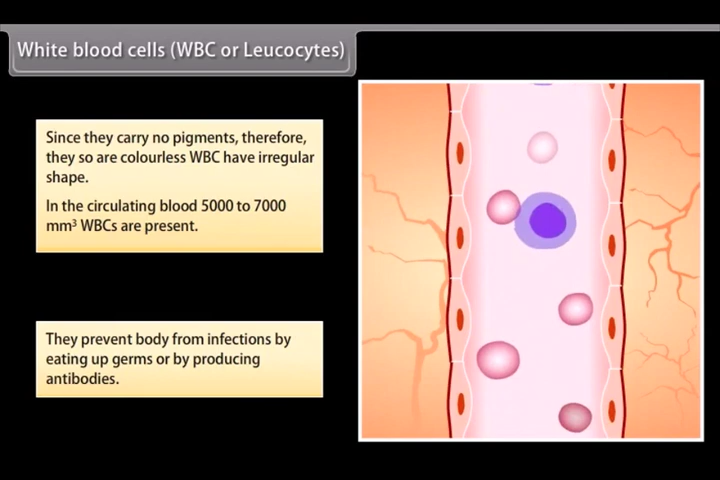 White blood cells (WBC or Leucocytes)
Since they carry no pigments, therefore,
they so are colourless WBC have irregular
shape.
In the circulating blood 5000 to 7000
mm³ WBCs are present.
They prevent body from infections by
eating up germs or by producing
antibodies.